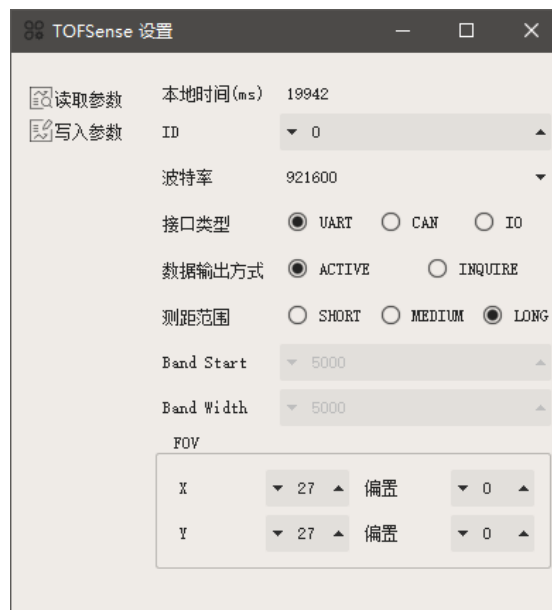 TOFSense 设置
读取参数
写入参数
本地时间(ms) 19942
ID 0
波特率 921600
接口类型 UART CAN IO
数据输出方式 ACTIVE INQUIRE
测距范围 SHORT MEDIUM LONG
Band Start 5000
Band Width 5000
FOV
X 27 偏置 0
Y 27 偏置 0